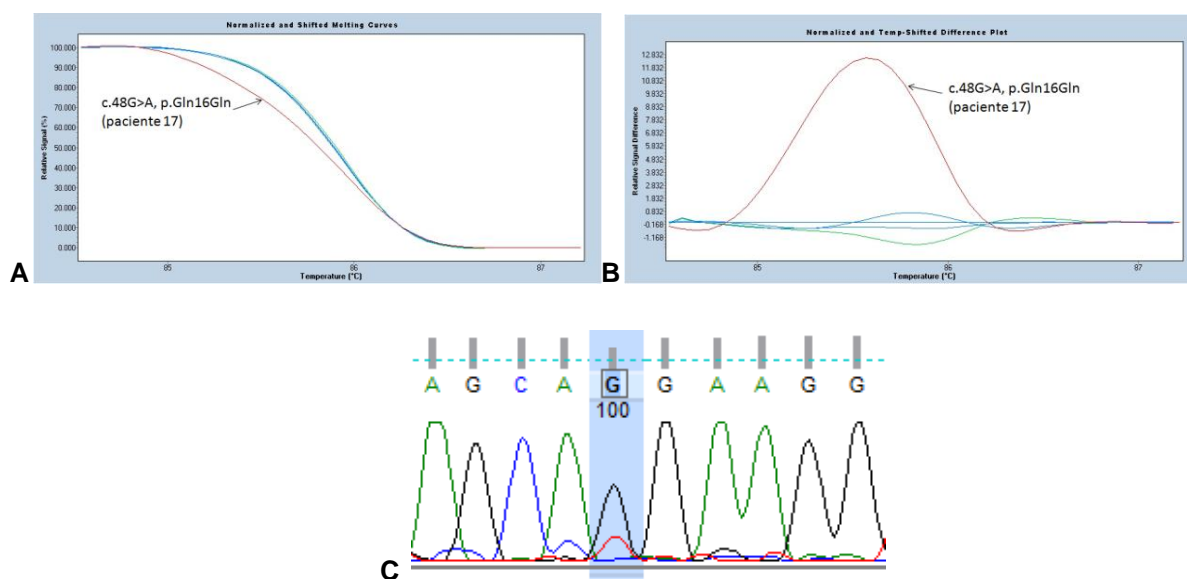 Normalized and Shifted Melting Curves
Relative Signal (%)
100.000
90.000
80.000
70.000
60.000
50.000
40.000
30.000
20.000
10.000
0.000
c.48G>A, p.Gln16Gln
(paciente 17)
85
86
87
Temperature (°C)
A
Normalized and Temp-Shifted Difference Plot
Relative Signal Difference
12.832
11.832
10.832
9.832
8.832
7.832
6.832
5.832
4.832
3.832
2.832
1.832
0.832
-0.168
-1.168
c.48G>A, p.Gln16Gln
(paciente 17)
85
86
87
Temperature (°C)
B
A G C A G G A A G G
100
C